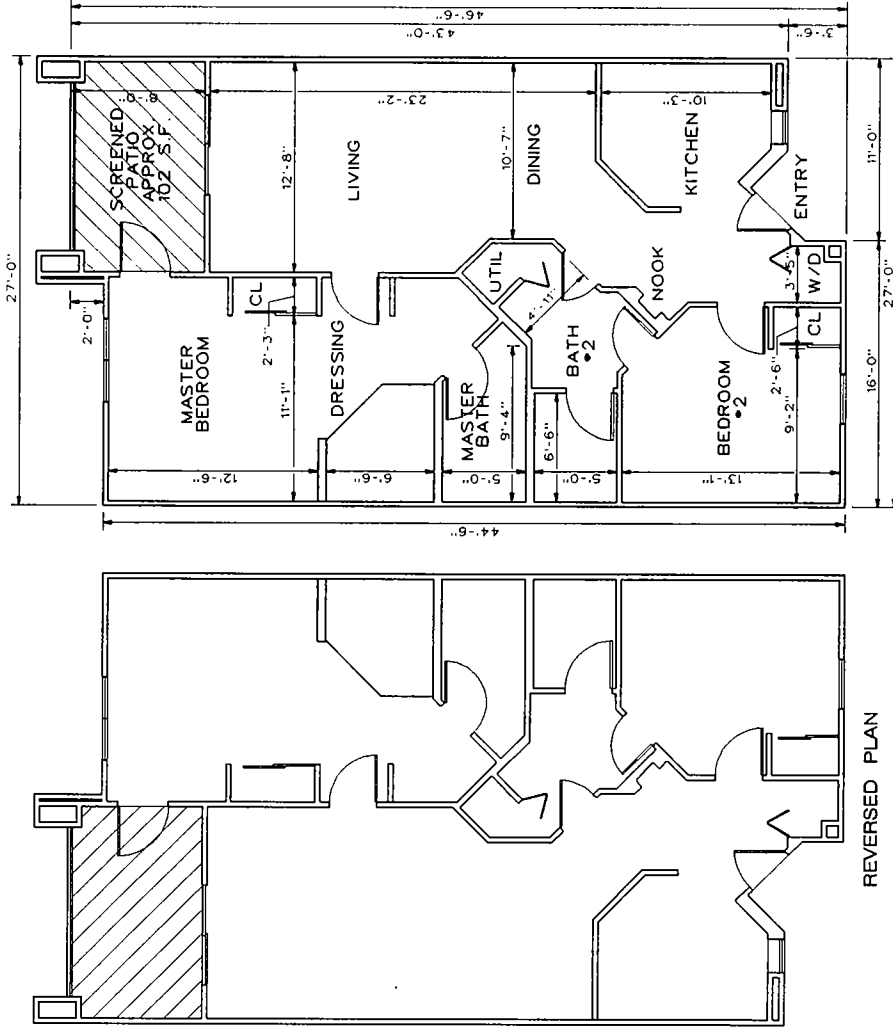 46'-6"
43'-0"
3'-6"
27'-0"
SCREENED
PATIO
APPROX.
102 S.F.
8'-0"
2'-0"
12'-8"
23'-2"
10'-7"
10'-3"
LIVING
DINING
KITCHEN
ENTRY
11'-0"
MASTER
BEDROOM
CL
2'-3"
11'-1"
DRESSING
12'-6"
6'-6"
UTIL
4'-11"
NOOK
MASTER
BATH
9'-4"
5'-0"
BATH
#2
6'-6"
5'-0"
BEDROOM
#2
13'-1"
2'-6"
9'-2"
CL
3'-5"
W/D
16'-0"
27'-0"
44'-6"
REVERSED PLAN